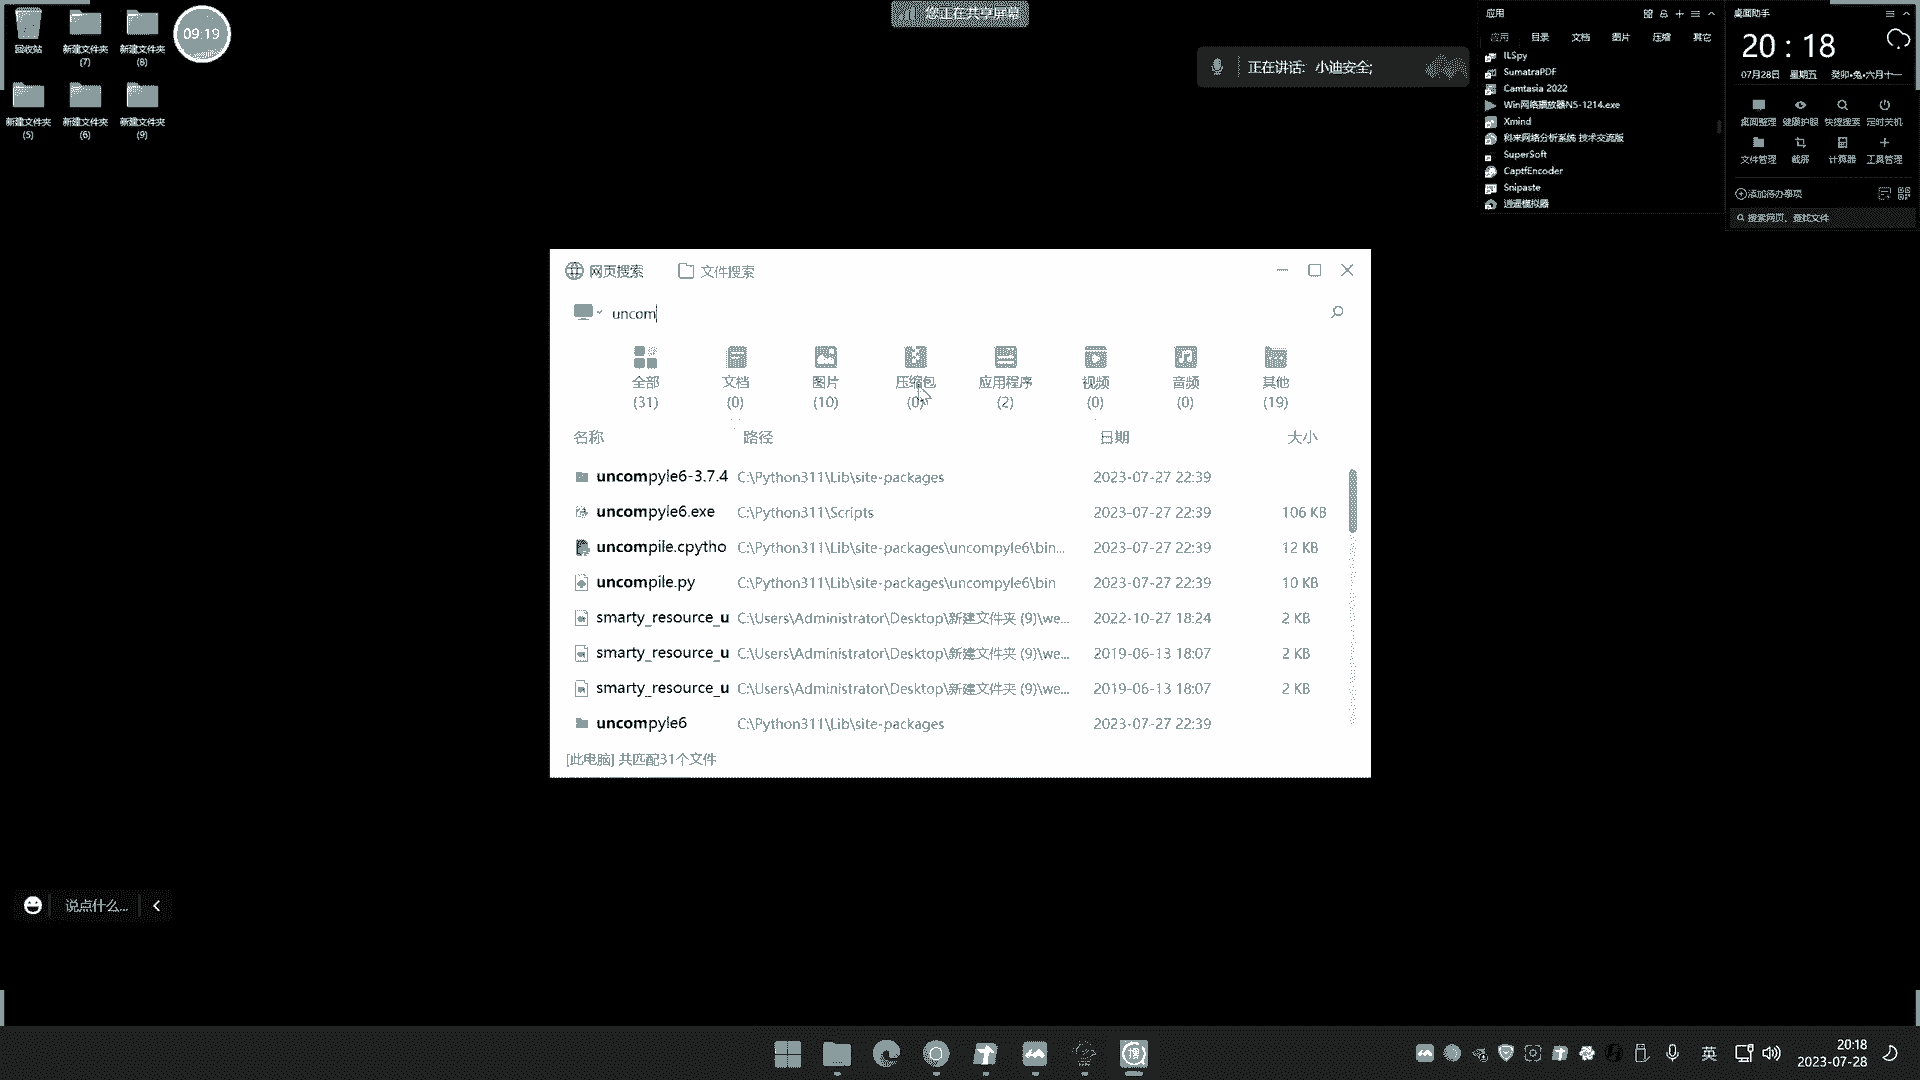 您正在共享屏幕
回收站
新建文件夹 (7)
新建文件夹 (8)
09:19
新建文件夹 (5)
新建文件夹 (6)
新建文件夹 (9)
正在讲话: 小迪安全;
应用
应用 目录 文档 图片 压缩 其它
ILSpy
SumatraPDF
Camtasia 2022
Win网络播放器N5-1214.exe
Xmind
科来网络分析系统 技术交流版
SuperSoft
CaptfEncoder
Snipaste
逍遥模拟器
桌面助手
20 : 18
07月28日 星期五 癸卯•兔•六月十一
桌面整理 健康护眼 快捷搜索 定时关机
文件管理 截屏 计算器 工具管理
添加待办事项
搜索网页、查找文件
网页搜索 文件搜索
uncom
全部 文档 图片 压缩包 应用程序 视频 音频 其他
(31) (0) (10) (0) (2) (0) (0) (19)
名称 路径 日期 大小
uncompyle6-3.7.4 C:\Python311\Lib\site-packages 2023-07-27 22:39
uncompyle6.exe C:\Python311\Scripts 2023-07-27 22:39 106 KB
uncompile.cpytho C:\Python311\Lib\site-packages\uncompyle6\bin... 2023-07-27 22:39 12 KB
uncompile.py C:\Python311\Lib\site-packages\uncompyle6\bin 2023-07-27 22:39 10 KB
smarty_resource_u C:\Users\Administrator\Desktop\新建文件夹 (9)\we... 2022-10-27 18:24 2 KB
smarty_resource_u C:\Users\Administrator\Desktop\新建文件夹 (9)\we... 2019-06-13 18:07 2 KB
smarty_resource_u C:\Users\Administrator\Desktop\新建文件夹 (9)\we... 2019-06-13 18:07 2 KB
uncompyle6 C:\Python311\Lib\site-packages 2023-07-27 22:39
[此电脑] 共匹配31个文件
说点什么...
英
20:18
2023-07-28